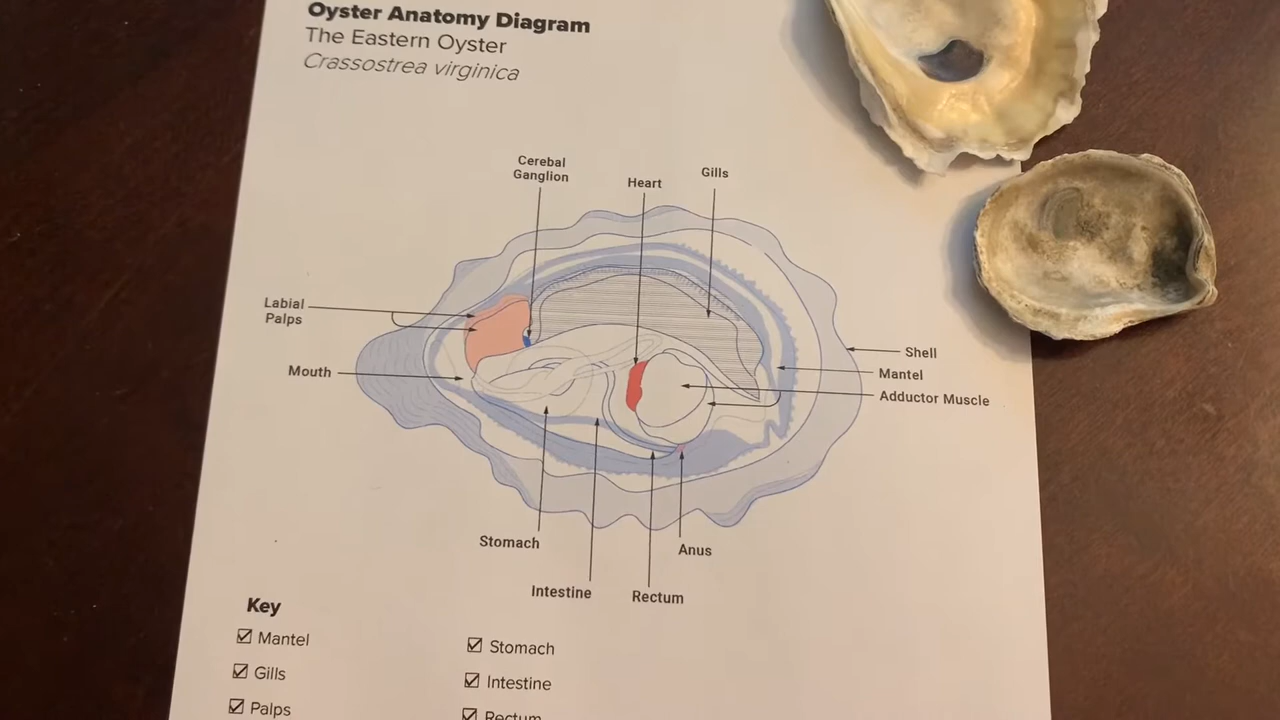 Oyster Anatomy Diagram
The Eastern Oyster
Crassostrea virginica
Cerebal
Ganglion
Heart
Gills
Labial
Palps
Mouth
Shell
Mantel
Adductor Muscle
Stomach
Anus
Intestine
Rectum
Key
Mantel
Stomach
Gills
Intestine
Palps
Rectum